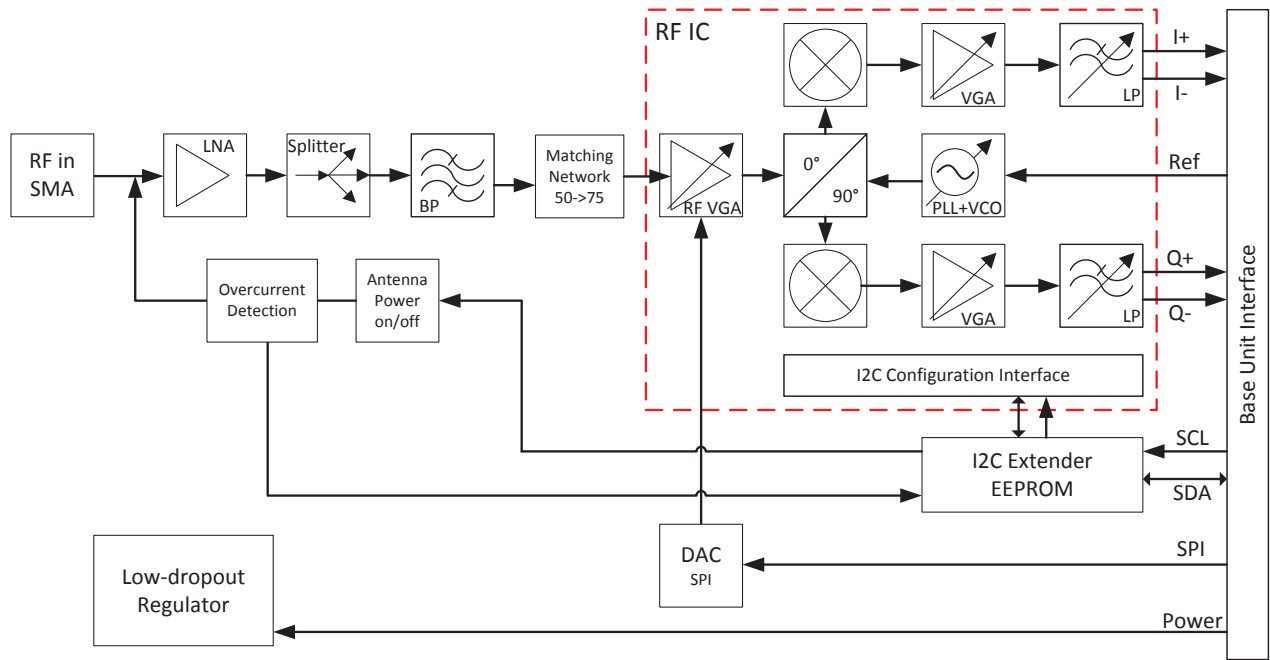 RF IC
VGA
LP
I+
I-
RF in
SMA
LNA
Splitter
BP
Matching
Network
50->75
RF VGA
0°
90°
PLL+VCO
Ref
Overcurrent
Detection
Antenna
Power
on/off
VGA
LP
Q+
Q-
I2C Configuration Interface
Base Unit Interface
I2C Extender
EEPROM
SCL
SDA
DAC
SPI
SPI
Low-dropout
Regulator
Power